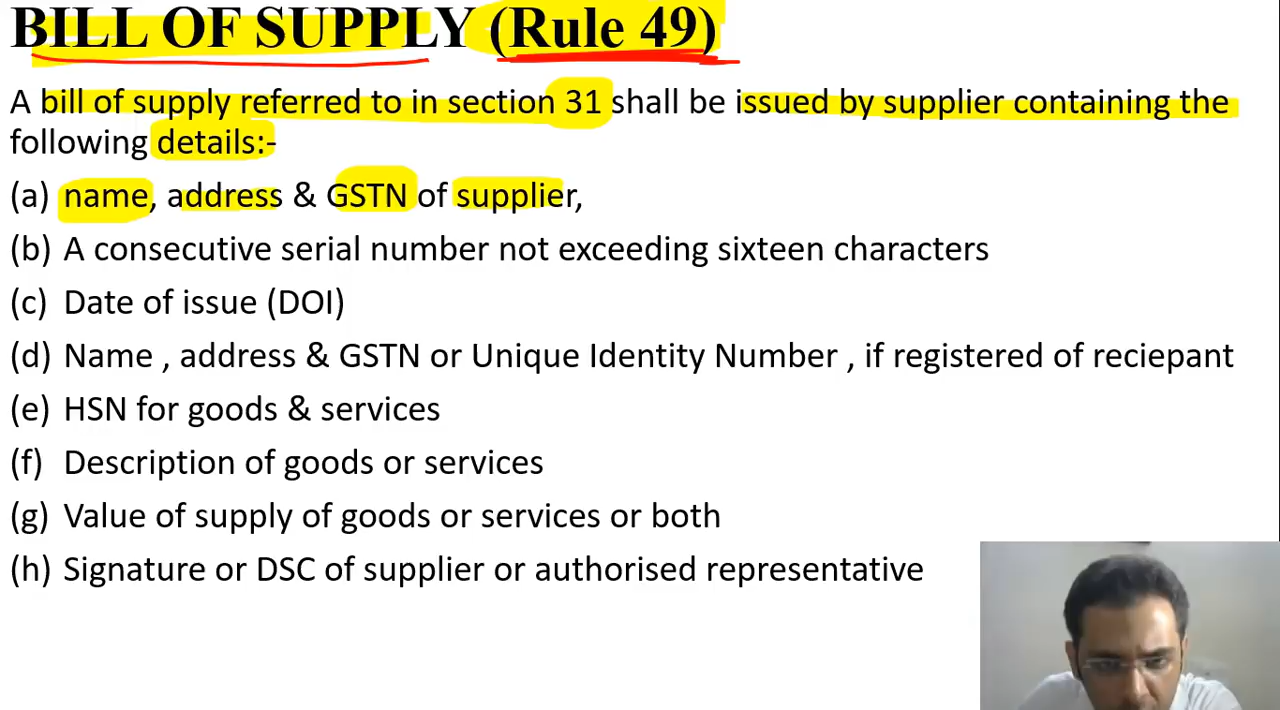 BILL OF SUPPLY (Rule 49)
A bill of supply referred to in section 31 shall be issued by supplier containing the
following details:-
(a) name, address & GSTN of supplier,
(b) A consecutive serial number not exceeding sixteen characters
(c) Date of issue (DOI)
(d) Name , address & GSTN or Unique Identity Number , if registered of reciepant
(e) HSN for goods & services
(f) Description of goods or services
(g) Value of supply of goods or services or both
(h) Signature or DSC of supplier or authorised representative